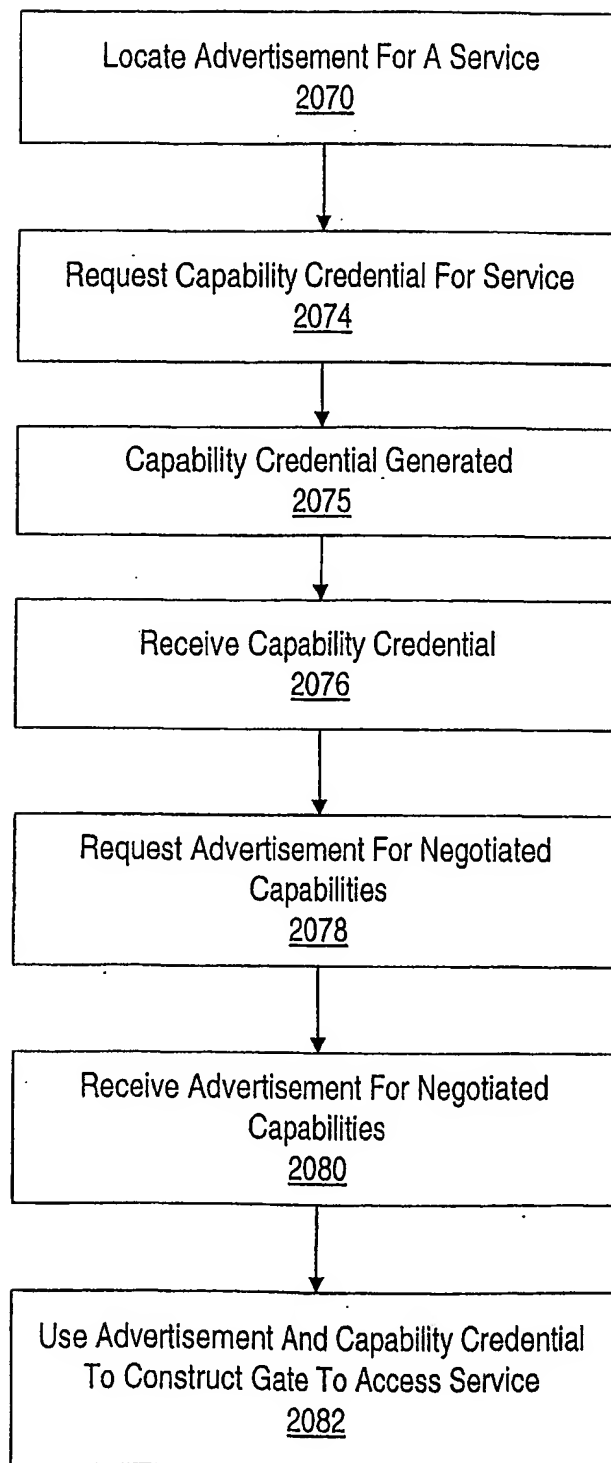 Locate Advertisement For A Service
2070
Request Capability Credential For Service
2074
Capability Credential Generated
2075
Receive Capability Credential
2076
Request Advertisement For Negotiated
Capabilities
2078
Receive Advertisement For Negotiated
Capabilities
2080
Use Advertisement And Capability Credential
To Construct Gate To Access Service
2082